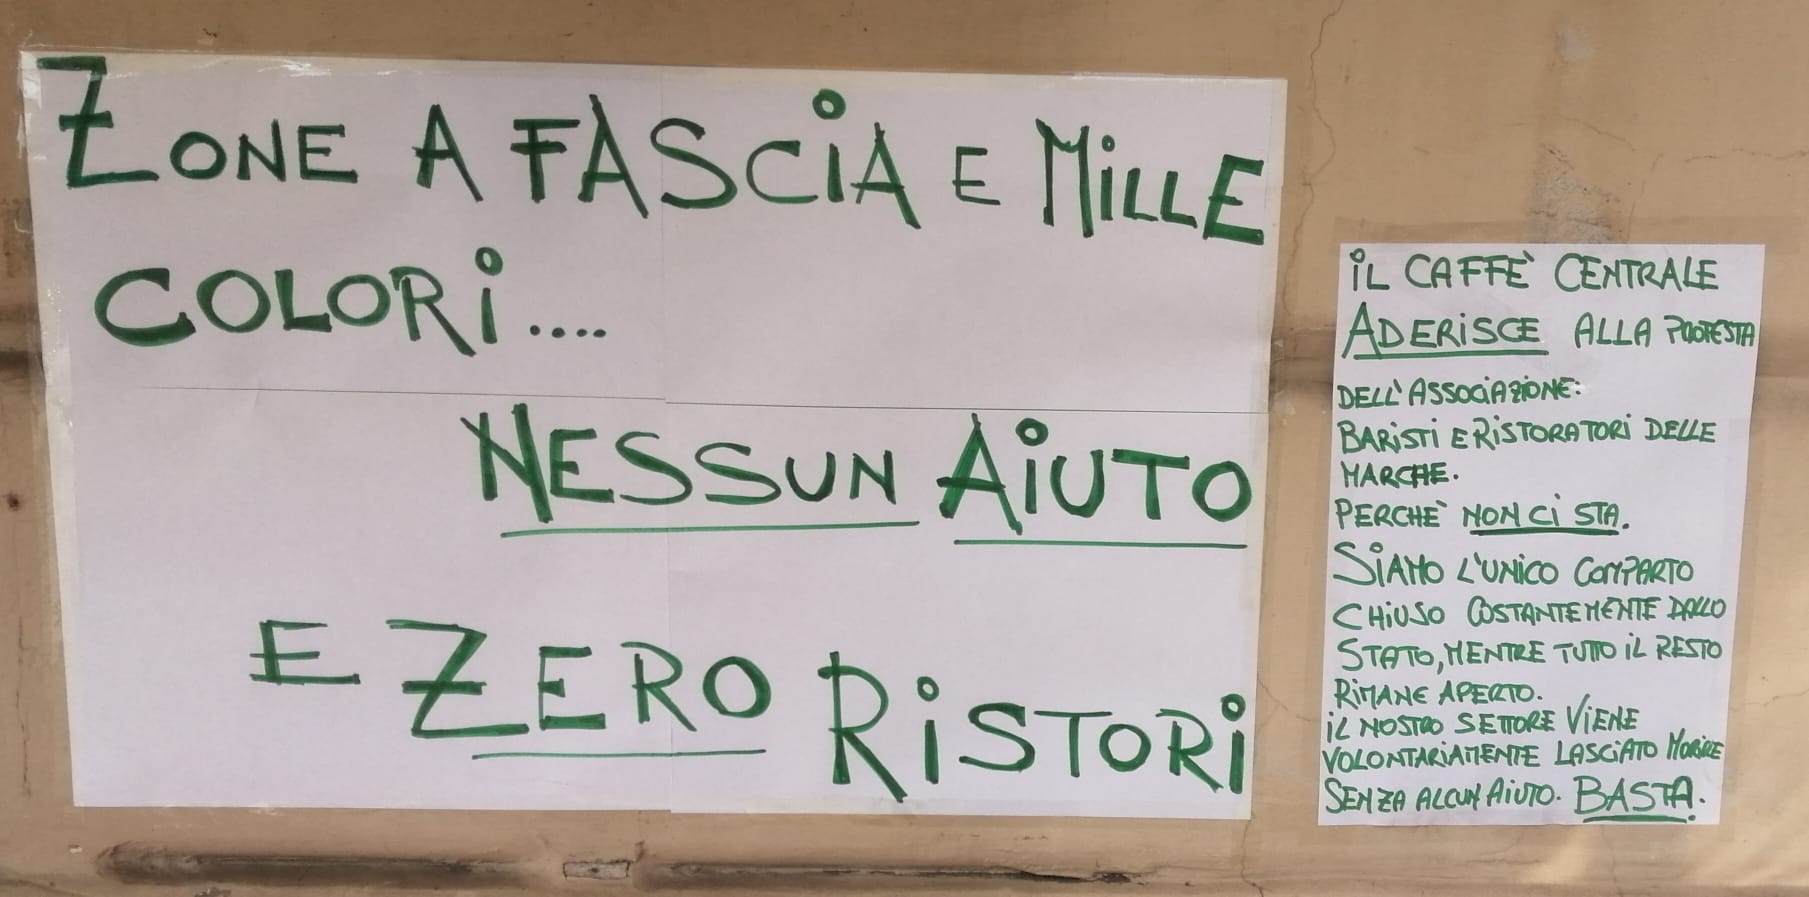 ZONE A FASCIA E MiLLE
COLORi....
NESSUN AiUTO
E ZERO RiSTORi
iL CAFFE' CENTRALE
ADERiSCE ALLA PROTESTA
DELL'ASSOCiAZiONE:
BARiSTi E RiSTORATORi DELLE
MARCHE.
PERCHE' NON Ci STA.
SiAMO L'UNiCO COMPARTO
CHiUSO COSTANTEMENTE DALLO
STATO, MENTRE TUTTO iL RESTO
RiMANE APERTO.
iL NOSTRO SETTORE ViENE
VOLONTARiAMENTE LASCiATO MORiRE
SENZA ALCUN AiUTO. BASTA.